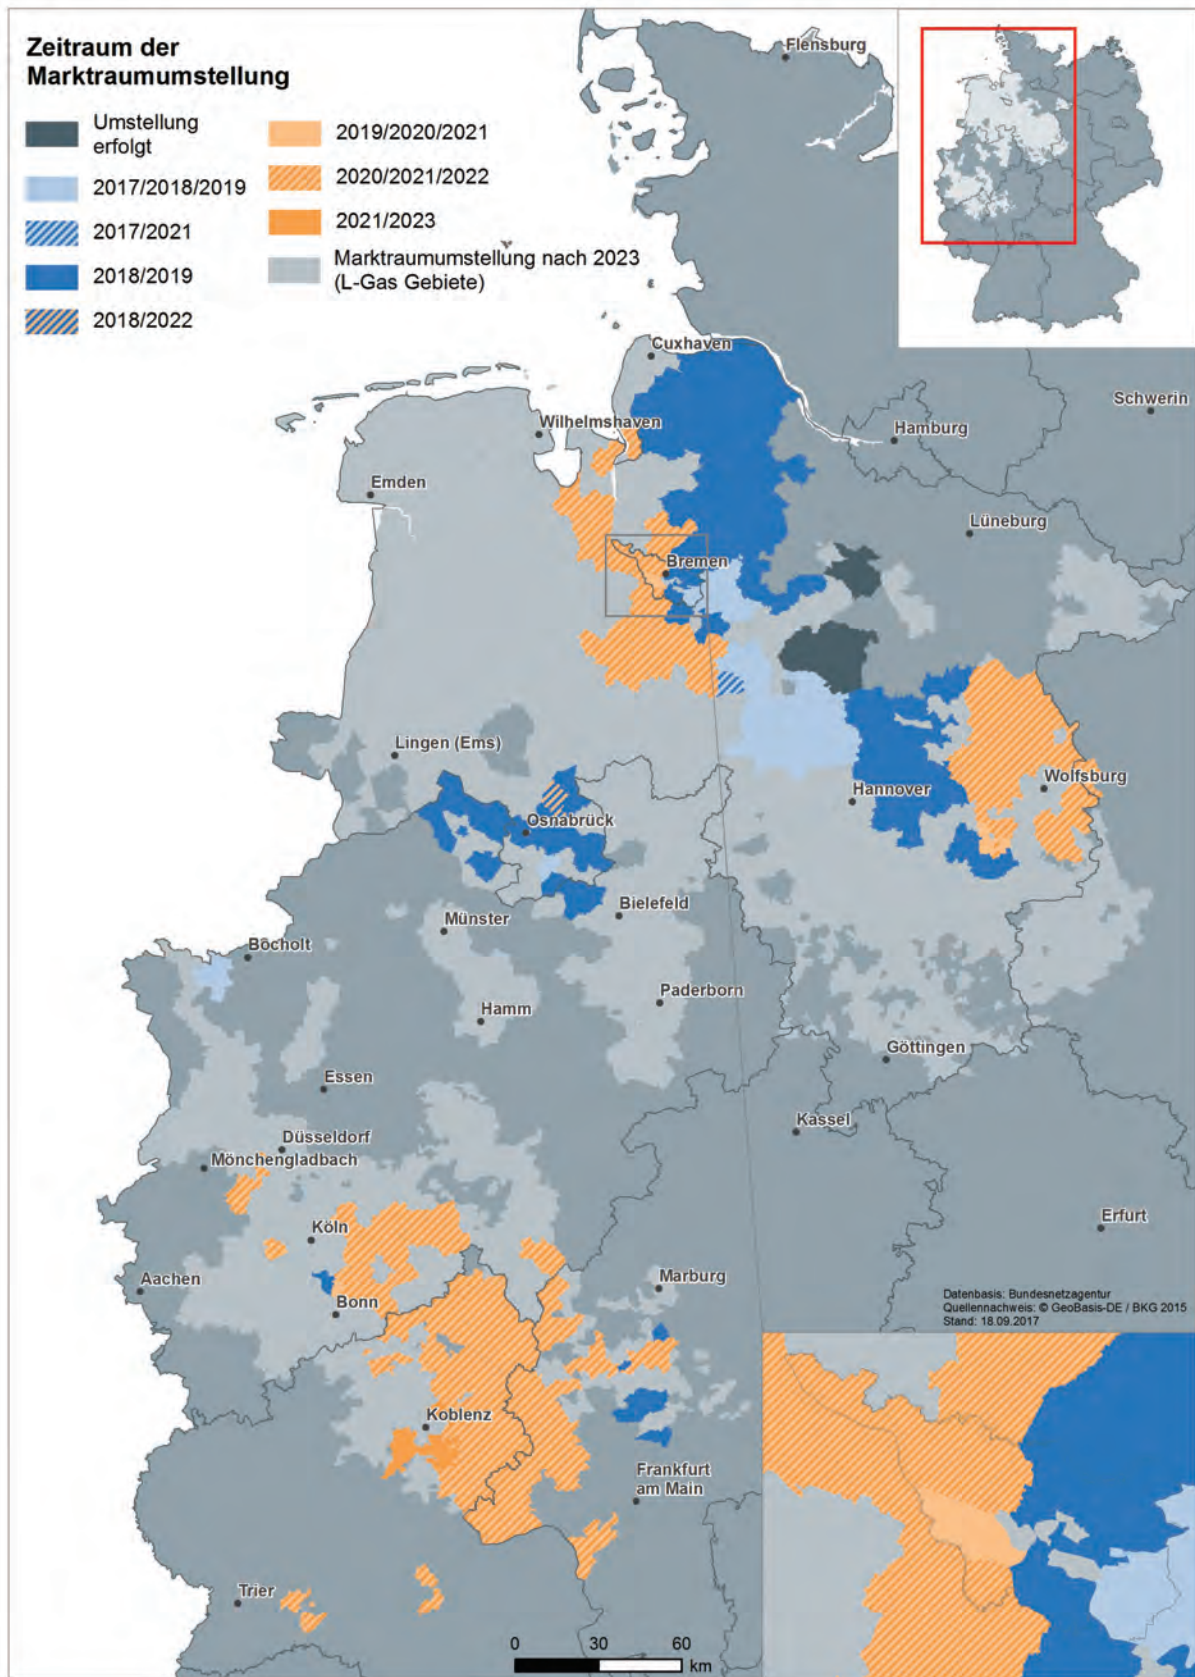 Zeitraum der
Marktraumumstellung
Umstellung
erfolgt
2017/2018/2019
2017/2021
2018/2019
2018/2022
2019/2020/2021
2020/2021/2022
2021/2023
Marktraumumstellung nach 2023
(L-Gas Gebiete)
Flensburg
Cuxhaven
Schwerin
Wilhelmshaven
Hamburg
Emden
Lüneburg
Bremen
Lingen (Ems)
Wolfsburg
Hannover
Osnabrück
Bielefeld
Münster
Bocholt
Paderborn
Hamm
Göttingen
Essen
Kassel
Düsseldorf
Mönchengladbach
Erfurt
Köln
Aachen
Marburg
Bonn
Datenbasis: Bundesnetzagentur
Quellennachweis: © GeoBasis-DE / BKG 2015
Stand: 18.09.2017
Koblenz
Frankfurt
am Main
Trier
0 30 60
km